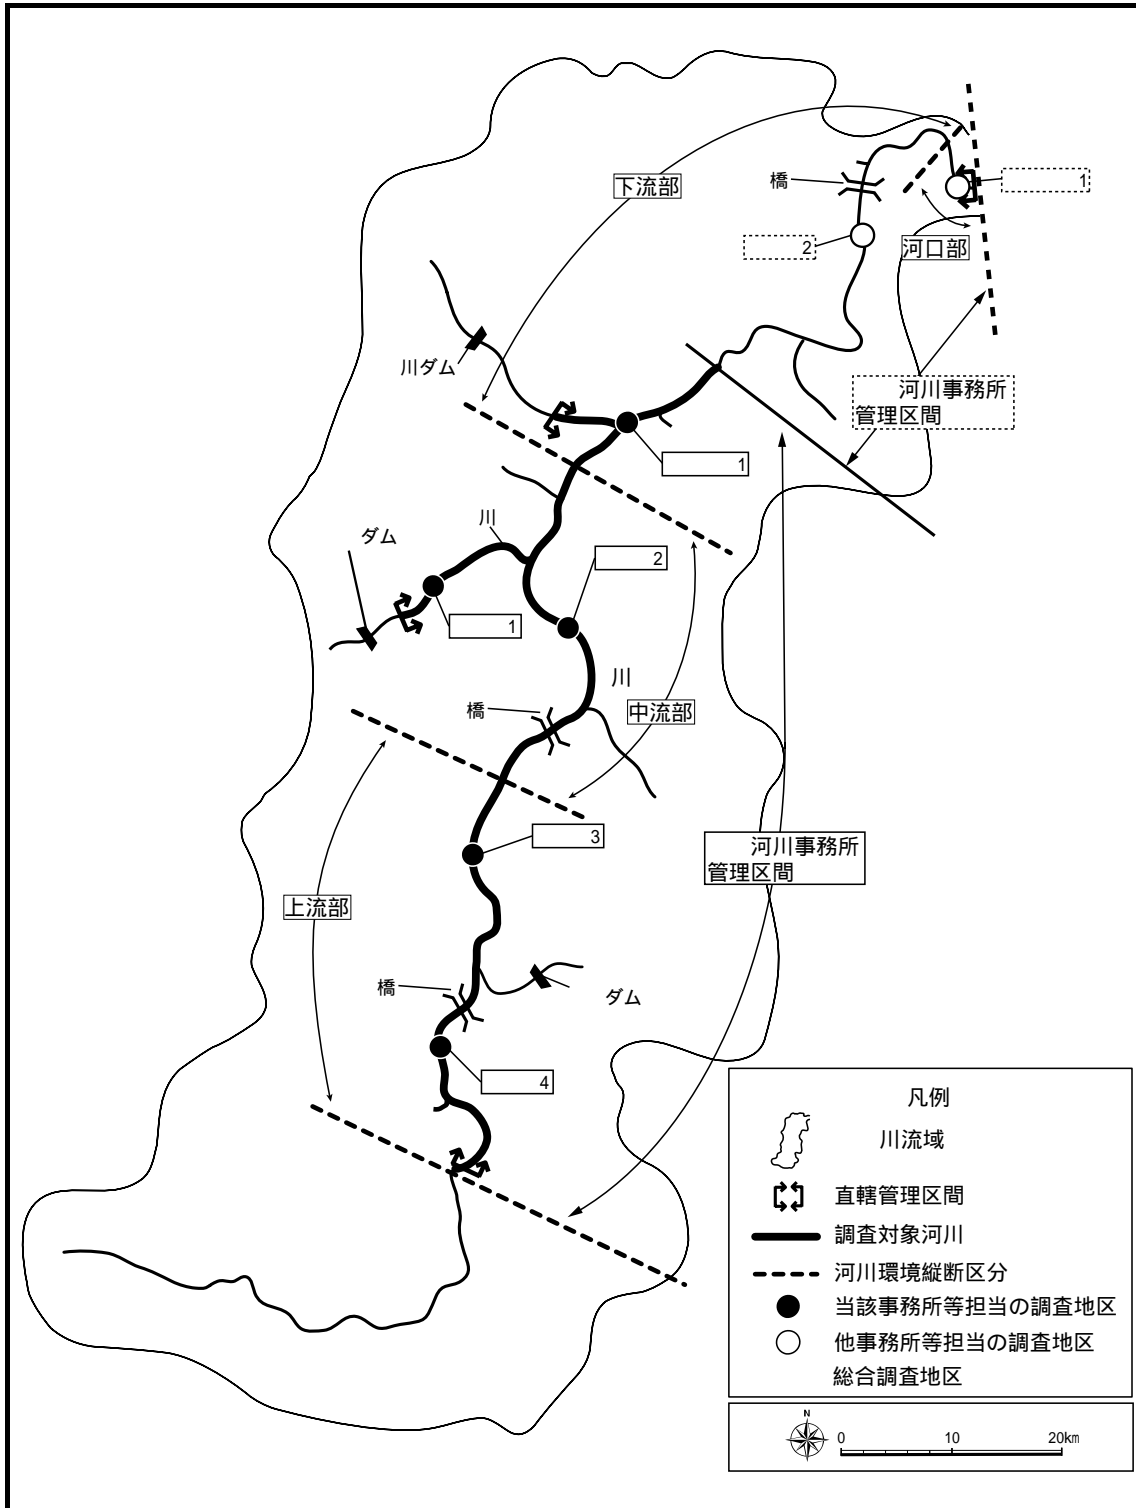 下流部
橋
1
2
河口部
川ダム
河川事務所
管理区間
1
川
ダム
2
1
川
橋
中流部
3
河川事務所
管理区間
上流部
橋
ダム
4
凡例
川流域
直轄管理区間
調査対象河川
河川環境縦断区分
当該事務所等担当の調査地区
他事務所等担当の調査地区
総合調査地区
N
0 10 20km